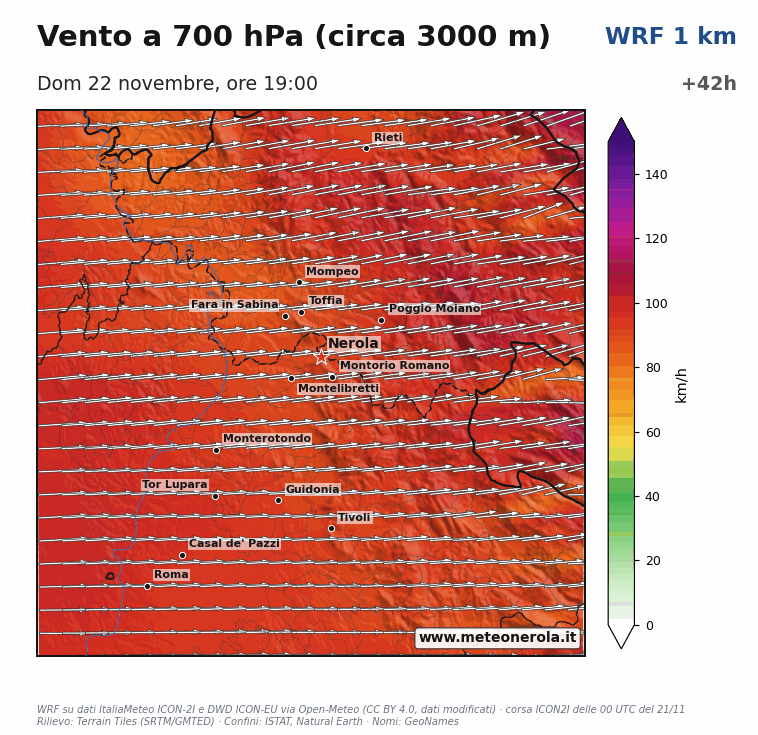 Vento a 700 hPa (circa 3000 m)
WRF 1 km
Dom 22 novembre, ore 19:00
+42h
Rieti
Mompeo
Fara in Sabina
Toffia
Poggio Moiano
Nerola
Montorio Romano
Montelibretti
Monterotondo
Tor Lupara
Guidonia
Tivoli
Casal de' Pazzi
Roma
www.meteonerola.it
140
120
100
80
60
40
20
0
km/h
WRF su dati ItaliaMeteo ICON-2I e DWD ICON-EU via Open-Meteo (CC BY 4.0, dati modificati) · corsa ICON2I delle 00 UTC del 21/11
Rilievo: Terrain Tiles (SRTM/GMTED) · Confini: ISTAT, Natural Earth · Nomi: GeoNames